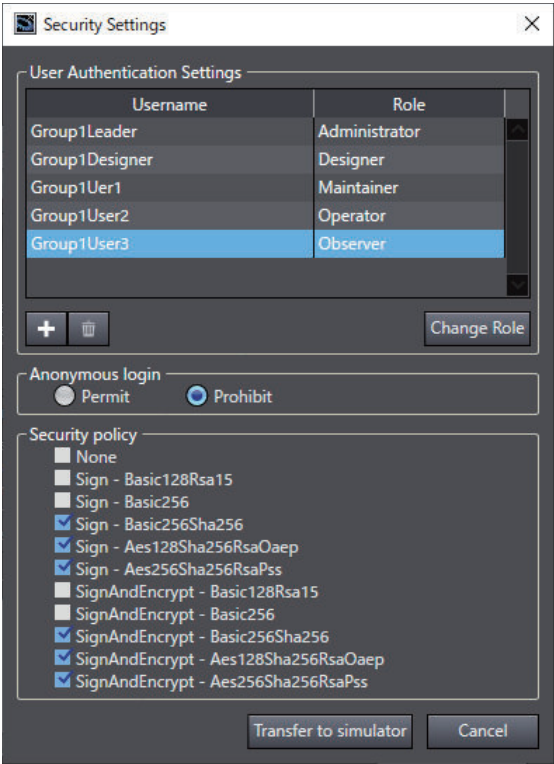 Security Settings
User Authentication Settings
Username Role
Group1Leader Administrator
Group1Designer Designer
Group1Uer1 Maintainer
Group1User2 Operator
Group1User3 Observer
Change Role
Anonymous login
Permit Prohibit
Security policy
None
Sign - Basic128Rsa15
Sign - Basic256
Sign - Basic256Sha256
Sign - Aes128Sha256RsaOaep
Sign - Aes256Sha256RsaPss
SignAndEncrypt - Basic128Rsa15
SignAndEncrypt - Basic256
SignAndEncrypt - Basic256Sha256
SignAndEncrypt - Aes128Sha256RsaOaep
SignAndEncrypt - Aes256Sha256RsaPss
Transfer to simulator Cancel